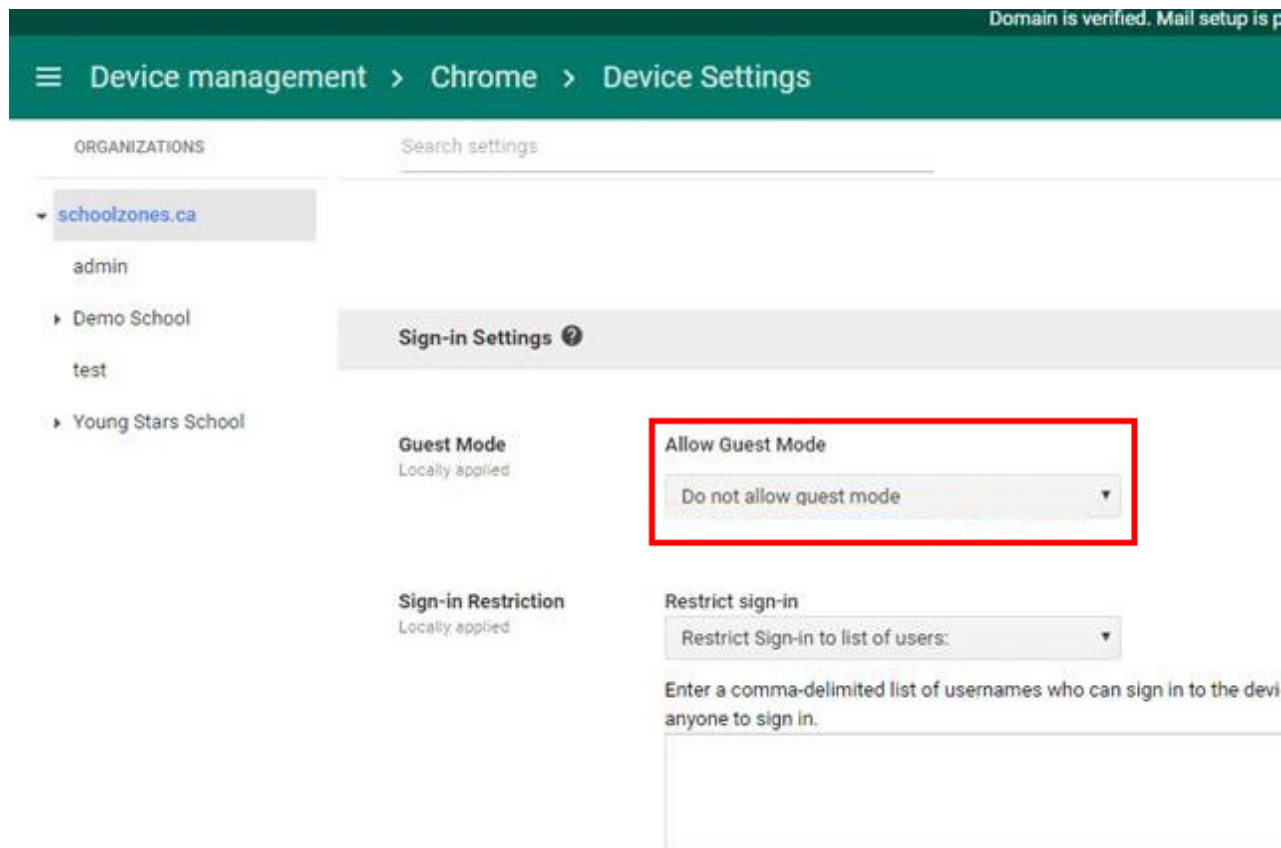 Domain is verified. Mail setup is
Device management > Chrome > Device Settings
ORGANIZATIONS
Search settings
schoolzones.ca
admin
Demo School
test
Young Stars School
Sign-in Settings
Guest Mode
Locally applied
Allow Guest Mode
Do not allow guest mode
Sign-in Restriction
Locally applied
Restrict sign-in
Restrict Sign-in to list of users:
Enter a comma-delimited list of usernames who can sign in to the devi
anyone to sign in.